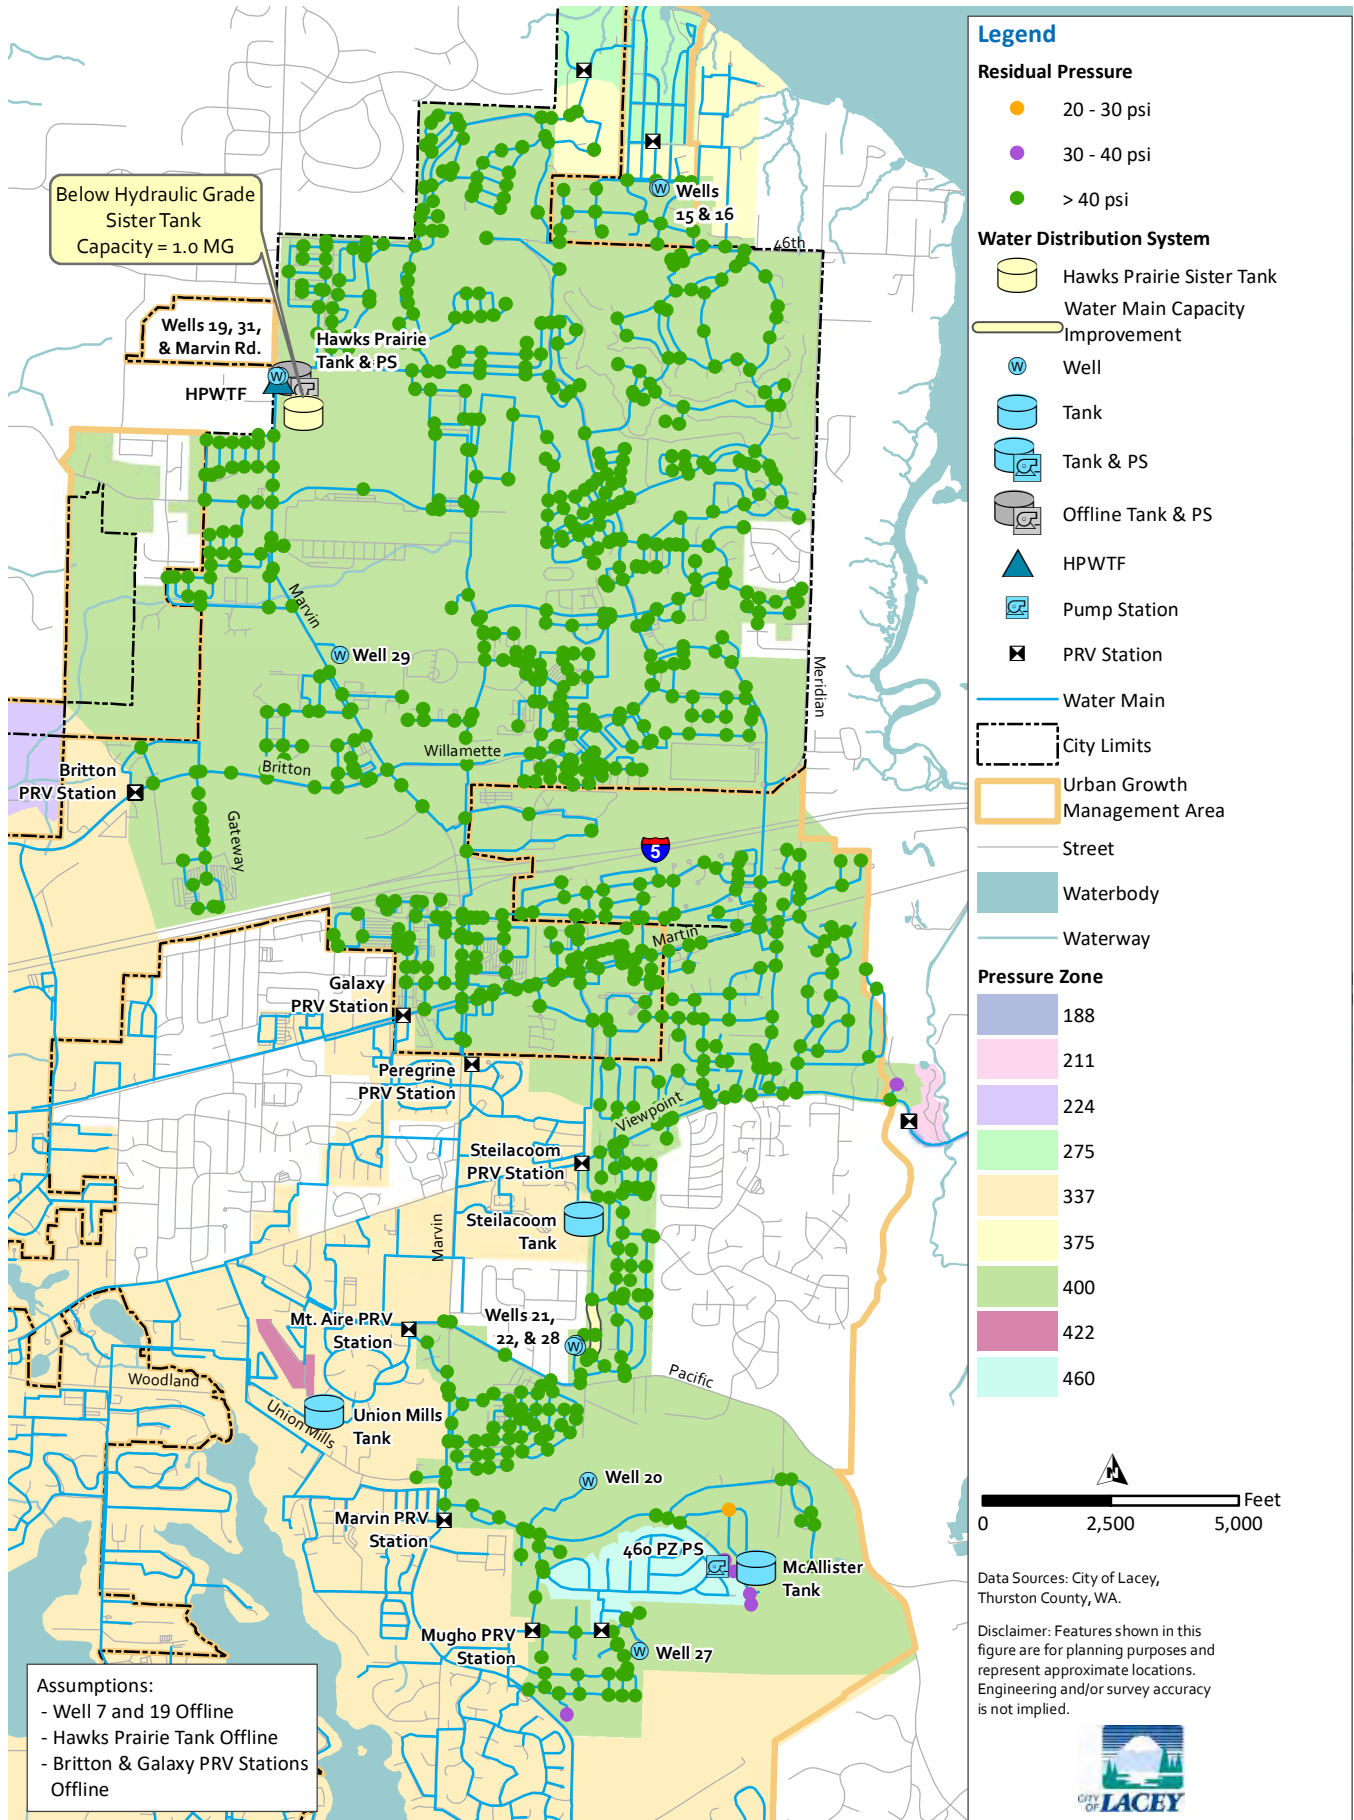 Below Hydraulic Grade
Sister Tank
Capacity = 1.0 MG
Wells
15 & 16
46th
Wells 19, 31,
& Marvin Rd.
Hawks Prairie
Tank & PS
HPWTF
W
W
Marvin
W
Well 29
Meridian
Willamette
Britton
Britton
PRV Station
Gateway
5
Martin
Galaxy
PRV Station
Peregrine
PRV Station
Viewpoint
Steilacoom
PRV Station
Steilacoom
Tank
Marvin
Mt. Aire PRV
Station
Wells 21,
22, & 28
W
Pacific
Woodland
Union Mills
Union Mills
Tank
W
Well 20
Marvin PRV
Station
460 PZ PS
McAllister
Tank
Mugho PRV
Station
W
Well 27
Assumptions:
- Well 7 and 19 Offline
- Hawks Prairie Tank Offline
- Britton & Galaxy PRV Stations
Offline
Legend
Residual Pressure
20 - 30 psi
30 - 40 psi
> 40 psi
Water Distribution System
Hawks Prairie Sister Tank
Water Main Capacity
Improvement
W
Well
Tank
Tank & PS
Offline Tank & PS
HPWTF
Pump Station
PRV Station
Water Main
City Limits
Urban Growth
Management Area
Street
Waterbody
Waterway
Pressure Zone
188
211
224
275
337
375
400
422
460
N
Feet
0 2,500 5,000
Data Sources: City of Lacey,
Thurston County, WA.
Disclaimer: Features shown in this
figure are for planning purposes and
represent approximate locations.
Engineering and/or survey accuracy
is not implied.
CITY
OF LACEY